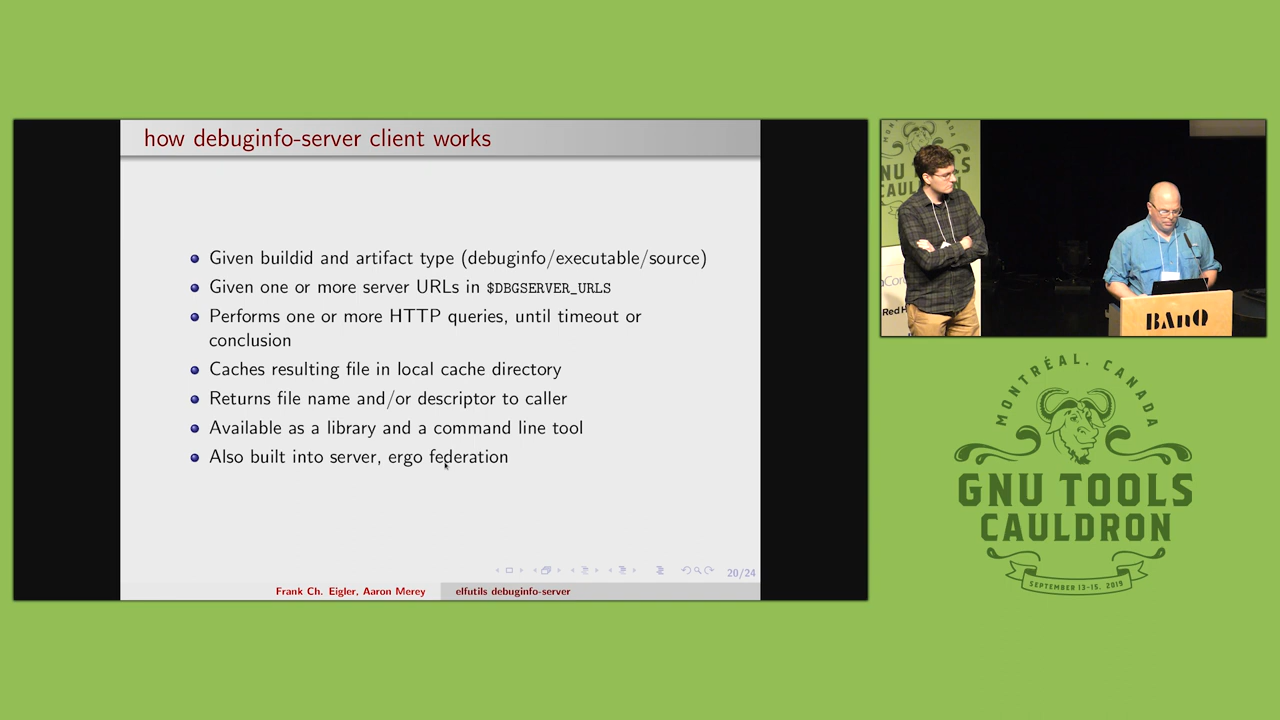 how debuginfo-server client works
Given buildid and artifact type (debuginfo/executable/source)
Given one or more server URLs in $DBGSERVER_URLS
Performs one or more HTTP queries, until timeout or
conclusion
Caches resulting file in local cache directory
Returns file name and/or descriptor to caller
Available as a library and a command line tool
Also built into server, ergo federation
20/24
Frank Ch. Eigler, Aaron Merey
elfutils debuginfo-server
MONTRÉAL, CANADA
GNU TOOLS
CAULDRON
SEPTEMBER 13-15, 2019
CAULDRON
Red H
BAnQ